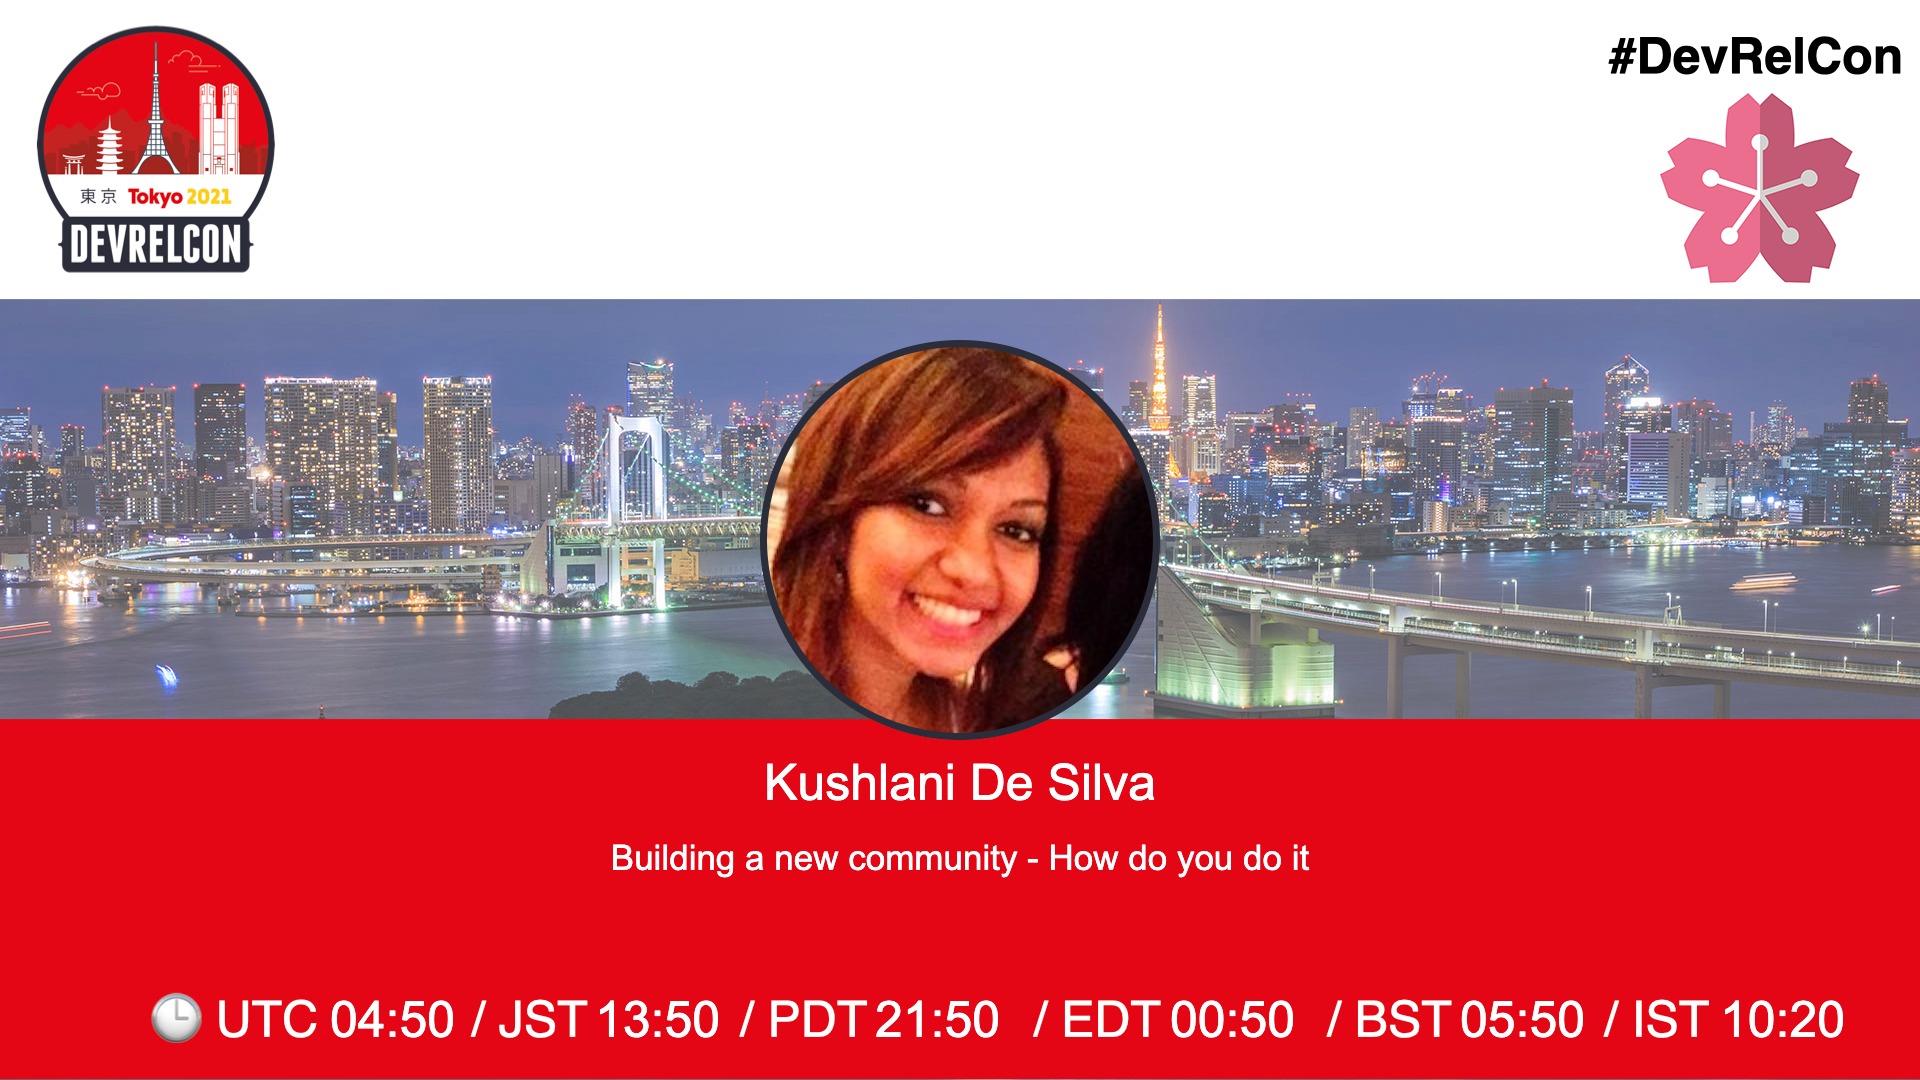 東京 Tokyo 2021
DEVRELCON
#DevRelCon
Kushlani De Silva
Building a new community - How do you do it
UTC 04:50 / JST 13:50 / PDT 21:50 / EDT 00:50 / BST 05:50 / IST 10:20